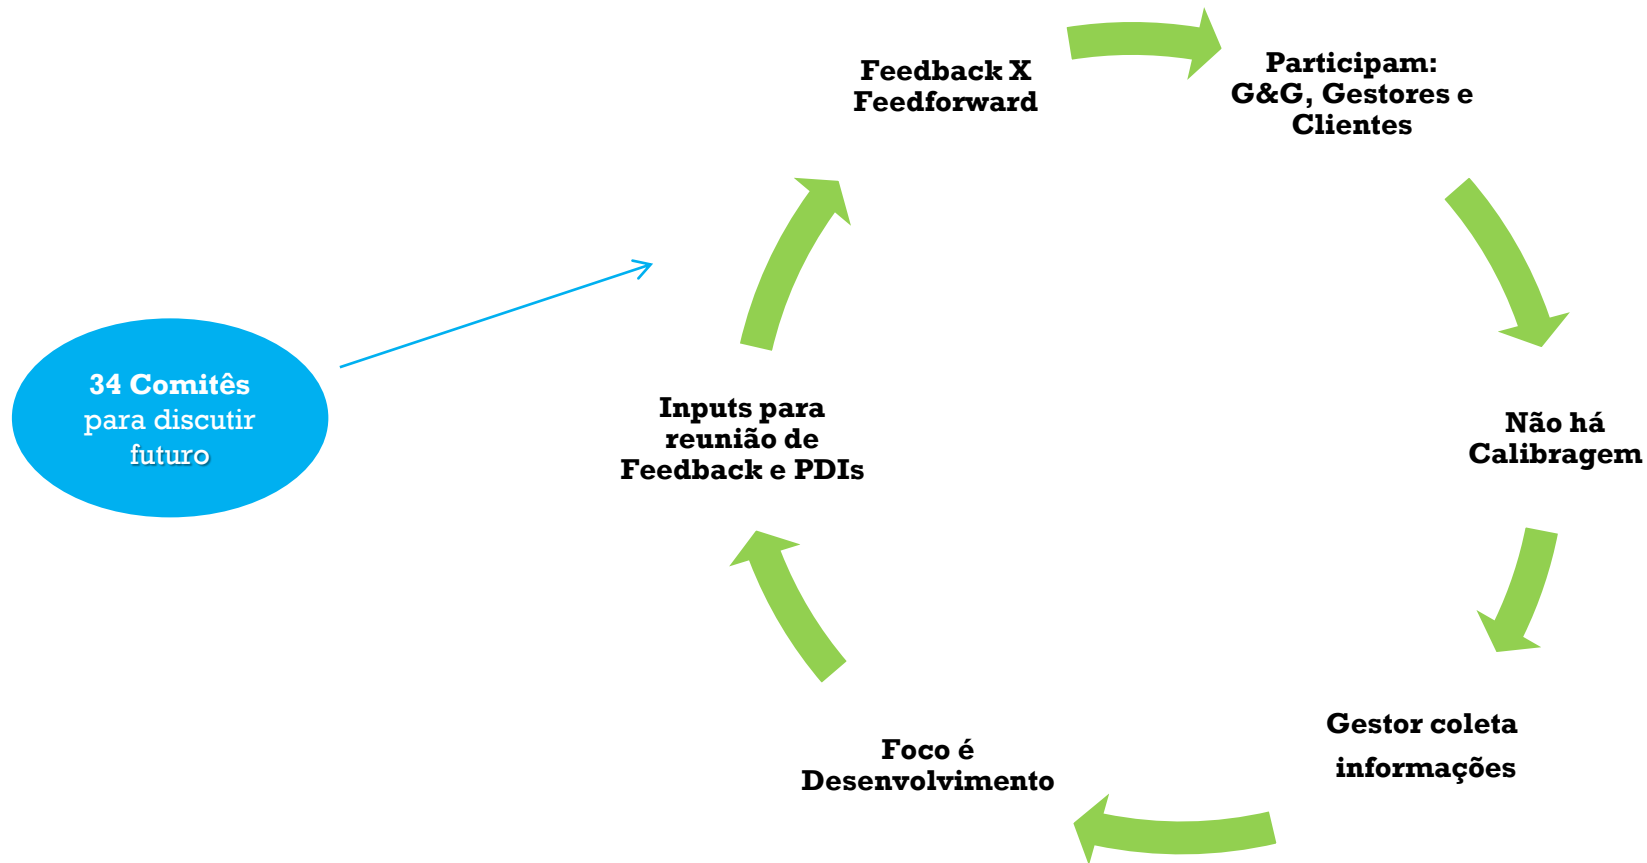 Feedback X
Feedforward
Participam:
G&G, Gestores e
Clientes
34 Comitês
para discutir
futuro
Inputs para
reunião de
Feedback e PDIs
Não há
Calibragem
Foco é
Desenvolvimento
Gestor coleta
informações